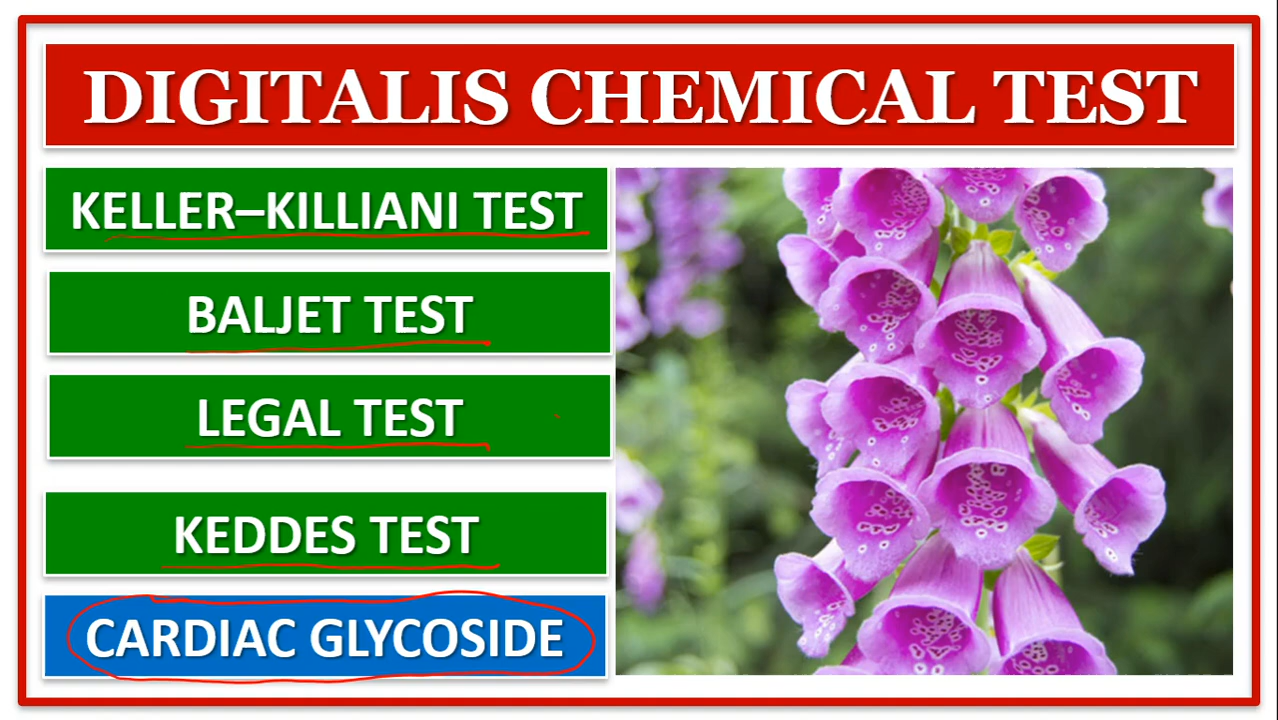 DIGITALIS CHEMICAL TEST
KELLER–KILLIANI TEST
BALJET TEST
LEGAL TEST
KEDDES TEST
CARDIAC GLYCOSIDE